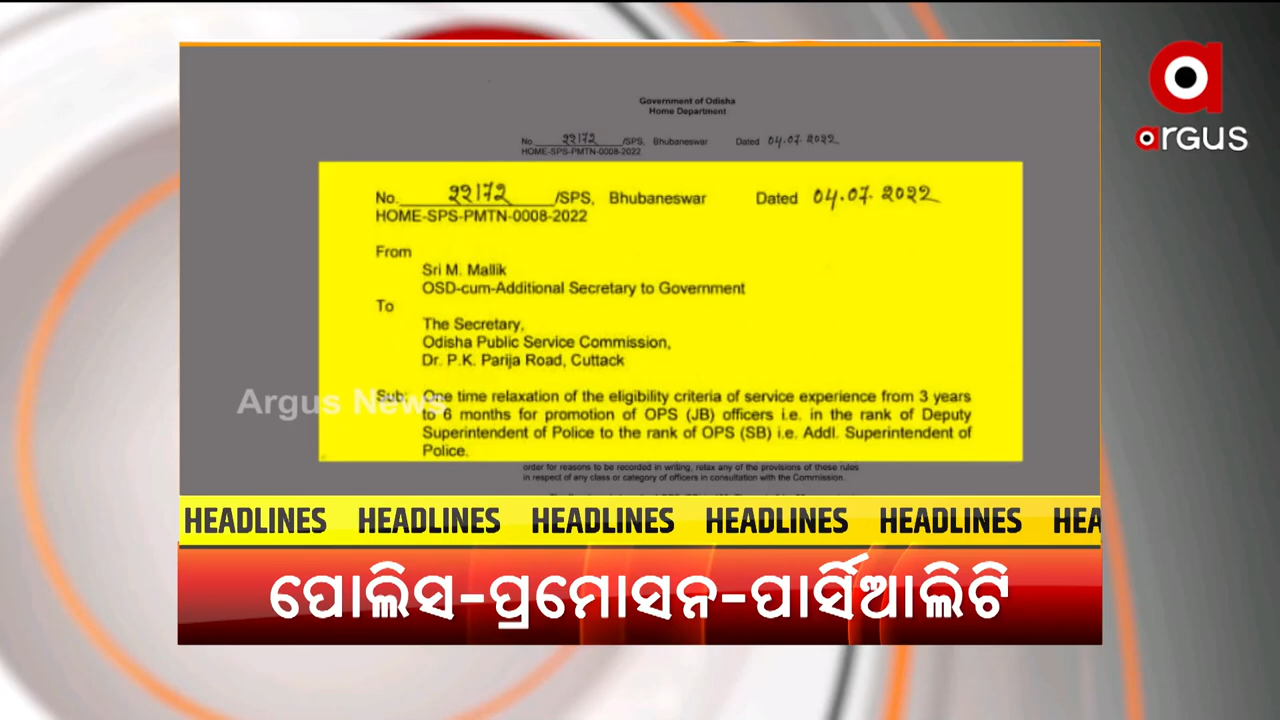 argus
Government of Odisha
Home Department
No. 22172 /SPS, Bhubaneswar Dated 04.07.2022
HOME-SPS-PMTN-0008-2022
No. 22172 /SPS, Bhubaneswar Dated 04.07.2022
HOME-SPS-PMTN-0008-2022
From
Sri M. Mallik
OSD-cum-Additional Secretary to Government
To
The Secretary,
Odisha Public Service Commission,
Dr. P.K. Parija Road, Cuttack
Argus News
Sub: One time relaxation of the eligibility criteria of service experience from 3 years
to 6 months for promotion of OPS (JB) officers i.e. in the rank of Deputy
Superintendent of Police to the rank of OPS (SB) i.e. Addl. Superintendent of
Police.
order for reasons to be recorded in writing, relax any of the provisions of these rules
in respect of any class or category of officers in consultation with the Commission.
HEADLINES HEADLINES HEADLINES HEADLINES HEADLINES HEA
ପୋଲିସ-ପ୍ରମୋସନ-ପାର୍ସିଆଲିଟି